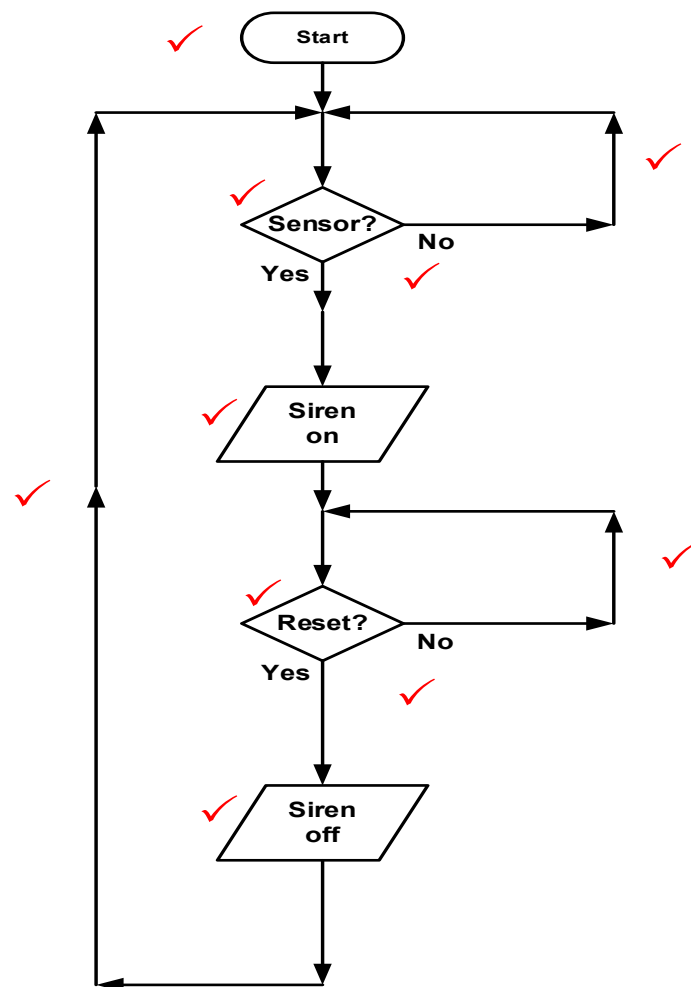 Start
Sensor?
No
Yes
Siren
on
Reset?
No
Yes
Siren
off